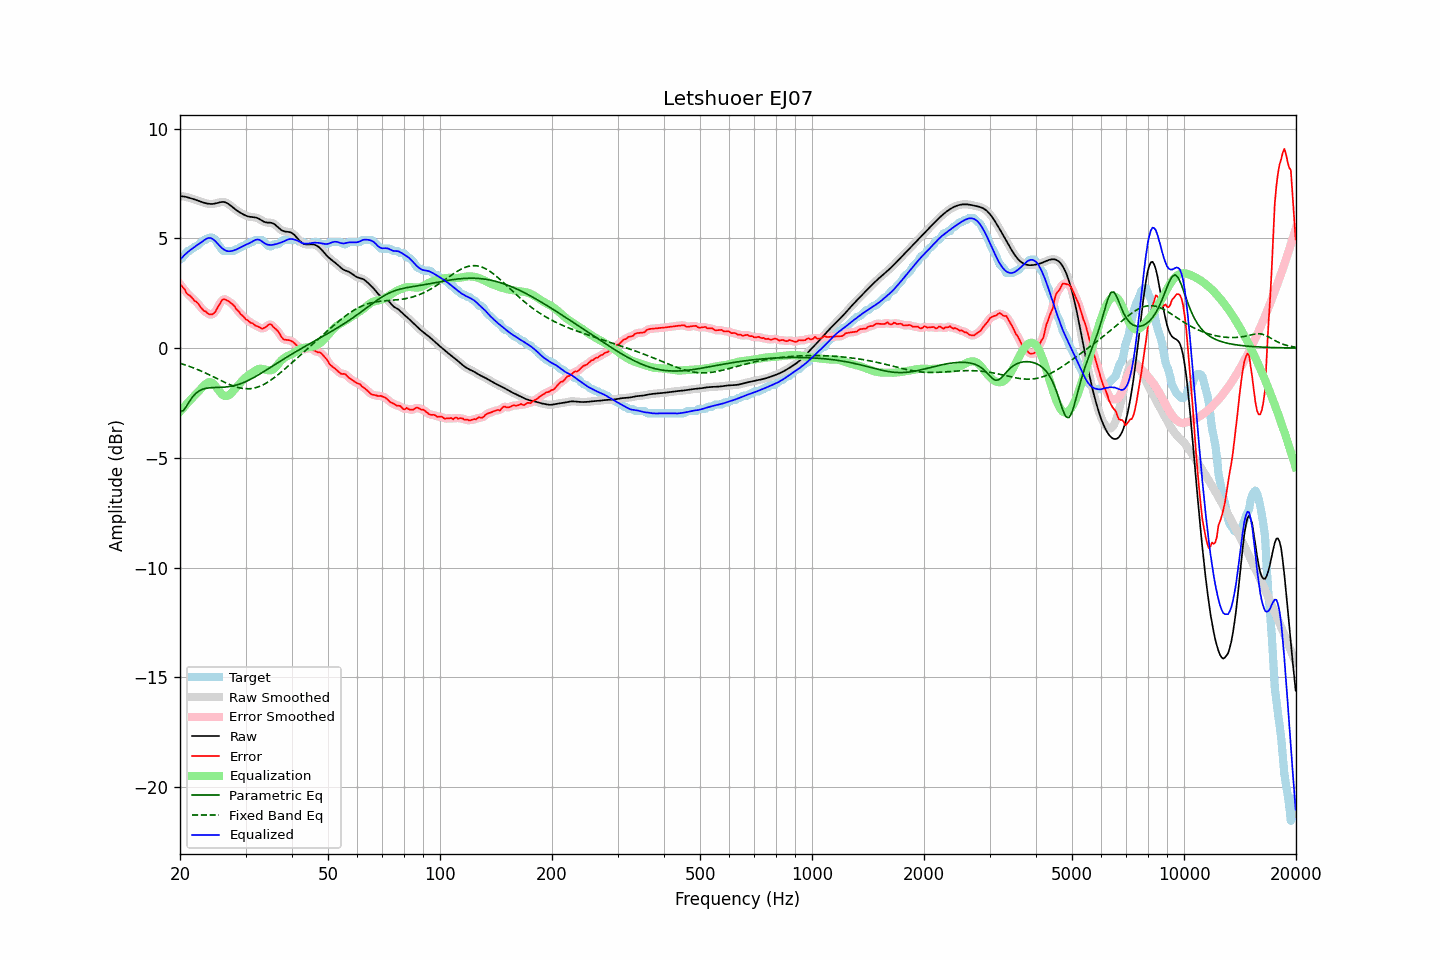 Letshuoer EJ07
Amplitude (dBr)
10
5
0
−5
−10
−15
−20
Target
Raw Smoothed
Error Smoothed
Raw
Error
Equalization
Parametric Eq
Fixed Band Eq
Equalized
20 50 100 200 500 1000 2000 5000 10000 20000
Frequency (Hz)